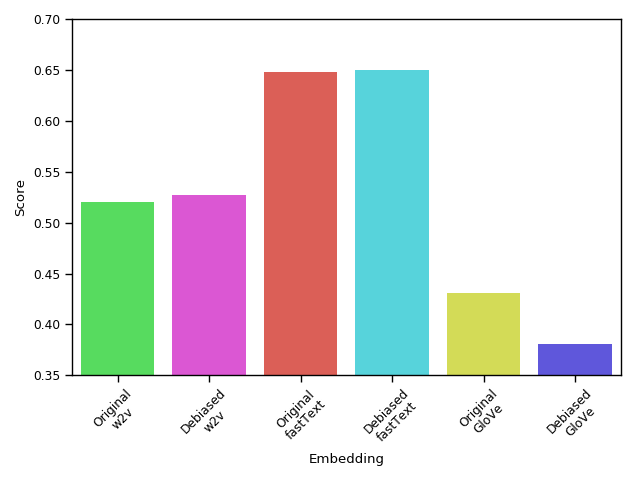 0.70
0.65
0.60
0.55
0.50
0.45
0.40
0.35
Score
Original
w2v
Debiased
w2v
Original
fastText
Debiased
fastText
Original
GloVe
Debiased
GloVe
Embedding